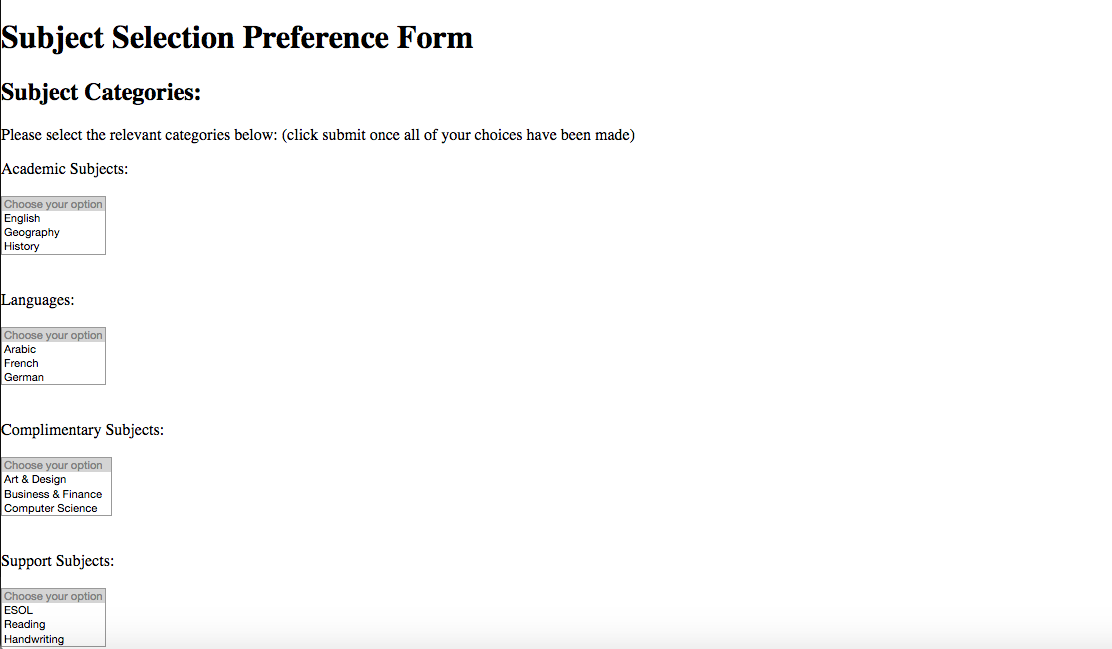 Subject Selection Preference Form
Subject Categories:
Please select the relevant categories below: (click submit once all of your choices have been made)
Academic Subjects:
Choose your option
English
Geography
History
Languages:
Choose your option
Arabic
French
German
Complimentary Subjects:
Choose your option
Art & Design
Business & Finance
Computer Science
Support Subjects:
Choose your option
ESOL
Reading
Handwriting